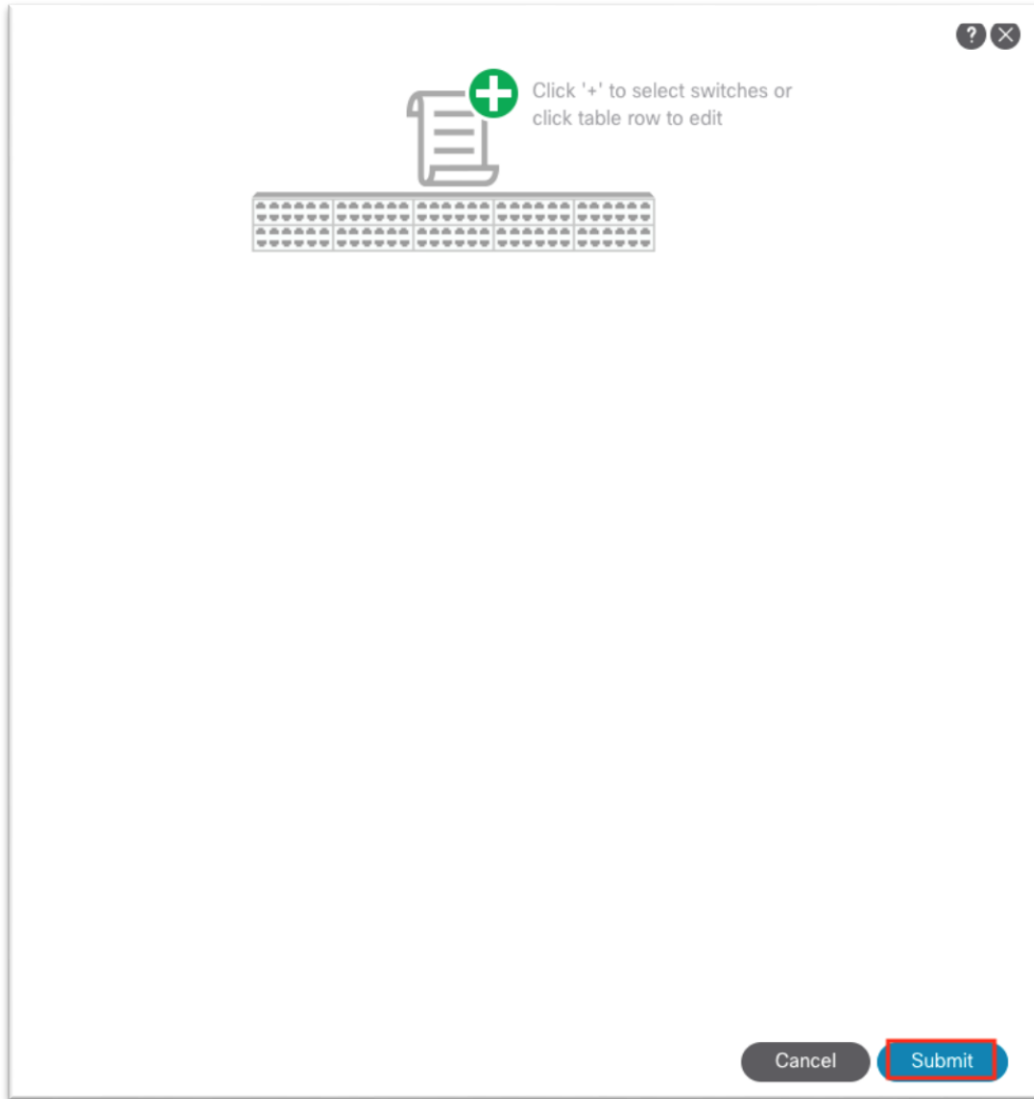 ?
Click '+' to select switches or
click table row to edit
Cancel
Submit